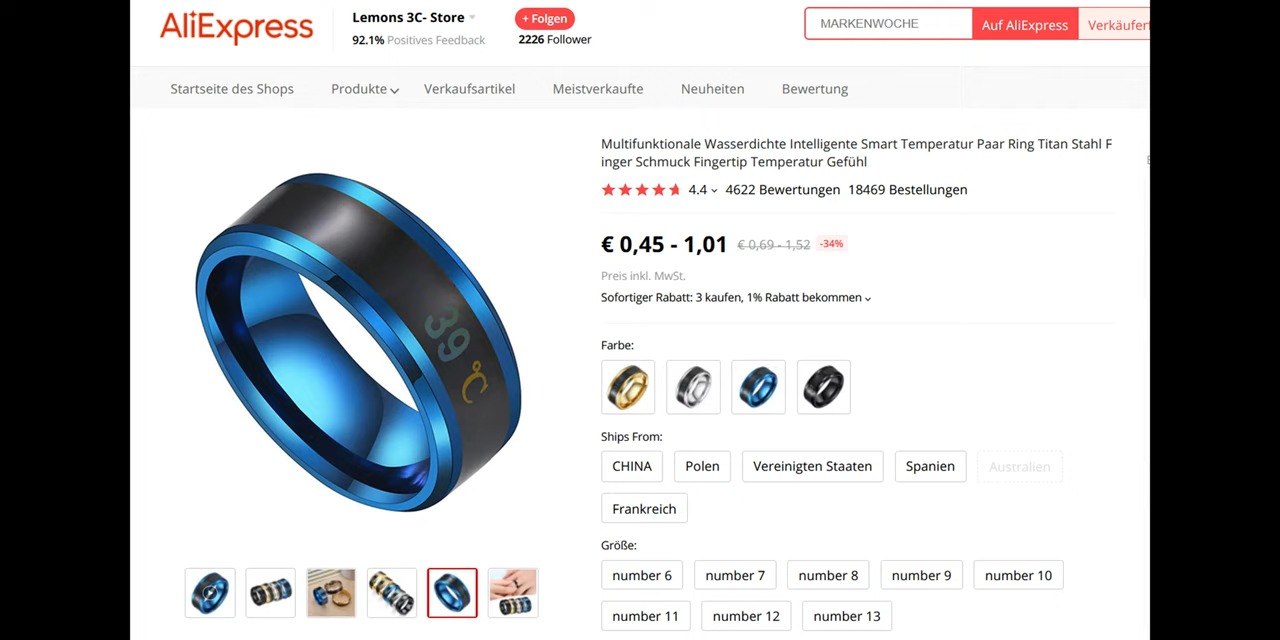 AliExpress
Lemons 3C- Store
92.1% Positives Feedback
+ Folgen
2226 Follower
MARKENWOCHE
Auf AliExpress
Startseite des Shops
Produkte
Verkaufsartikel
Meistverkaufte
Neuheiten
Bewertung
Multifunktionale Wasserdichte Intelligente Smart Temperatur Paar Ring Titan Stahl F
inger Schmuck Fingertip Temperatur Gefühl
4.4 4622 Bewertungen 18469 Bestellungen
€ 0,45 - 1,01 € 0,69 - 1,52 -34%
Preis inkl. MwSt.
Sofortiger Rabatt: 3 kaufen, 1% Rabatt bekommen
39 °C
Farbe:
Ships From:
CHINA
Polen
Vereinigten Staaten
Spanien
Australien
Frankreich
Größe:
number 6
number 7
number 8
number 9
number 10
number 11
number 12
number 13